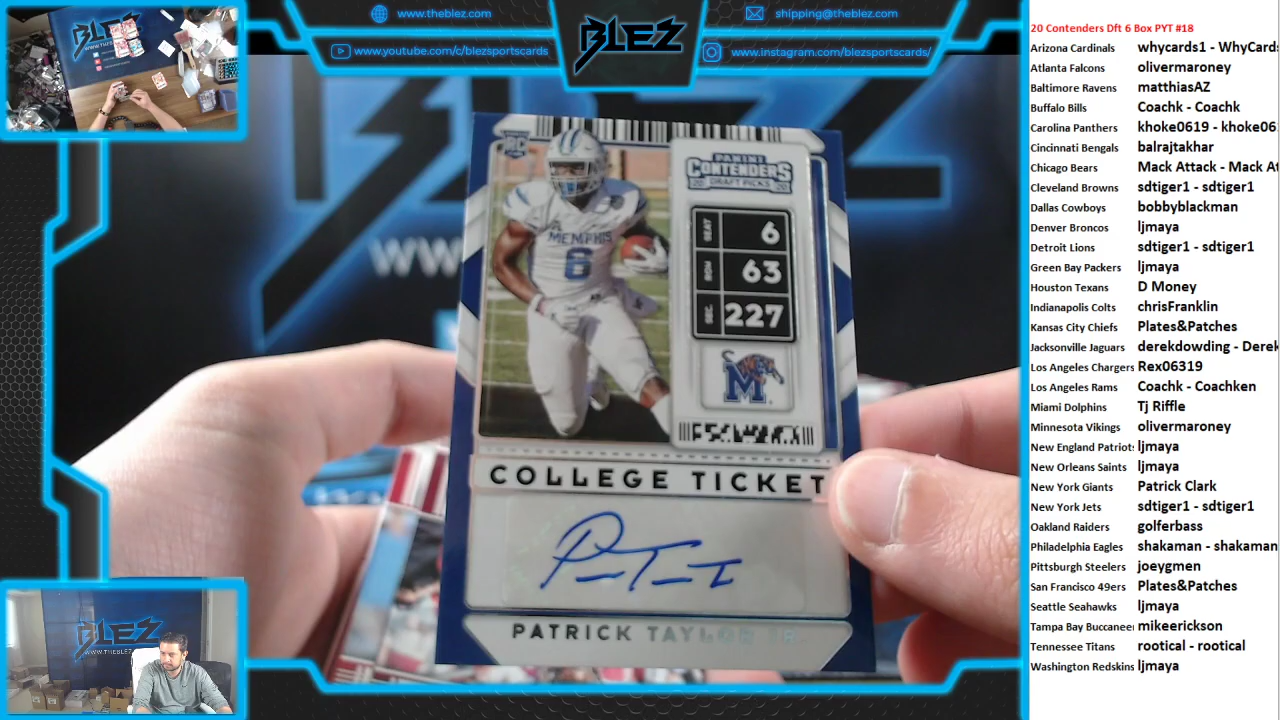 www.theblez.com
shipping@theblez.com
www.youtube.com/c/blezsportscards
BLEZ
www.instagram.com/blezsportscards/
RC
PANINI
CONTENDERS
DRAFT PICKS
MEMPHIS
6
SEAT 6
ROW 63
SEC. 227
M
COLLEGE TICKET
PATRICK TAYLOR JR.
20 Contenders Dft 6 Box PYT #18
Arizona Cardinals whycards1 - WhyCards
Atlanta Falcons olivermaroney
Baltimore Ravens matthiasAZ
Buffalo Bills Coachk - Coachk
Carolina Panthers khoke0619 - khoke06
Cincinnati Bengals balrajtakhar
Chicago Bears Mack Attack - Mack At
Cleveland Browns sdtiger1 - sdtiger1
Dallas Cowboys bobbyblackman
Denver Broncos ljmaya
Detroit Lions sdtiger1 - sdtiger1
Green Bay Packers ljmaya
Houston Texans D Money
Indianapolis Colts chrisFranklin
Kansas City Chiefs Plates&Patches
Jacksonville Jaguars derekdowding - Derek
Los Angeles Chargers Rex06319
Los Angeles Rams Coachk - Coachken
Miami Dolphins Tj Riffle
Minnesota Vikings olivermaroney
New England Patriots ljmaya
New Orleans Saints ljmaya
New York Giants Patrick Clark
New York Jets sdtiger1 - sdtiger1
Oakland Raiders golferbass
Philadelphia Eagles shakaman - shakaman
Pittsburgh Steelers joeygmen
San Francisco 49ers Plates&Patches
Seattle Seahawks ljmaya
Tampa Bay Buccanee mikeerickson
Tennessee Titans rootical - rootical
Washington Redskins ljmaya